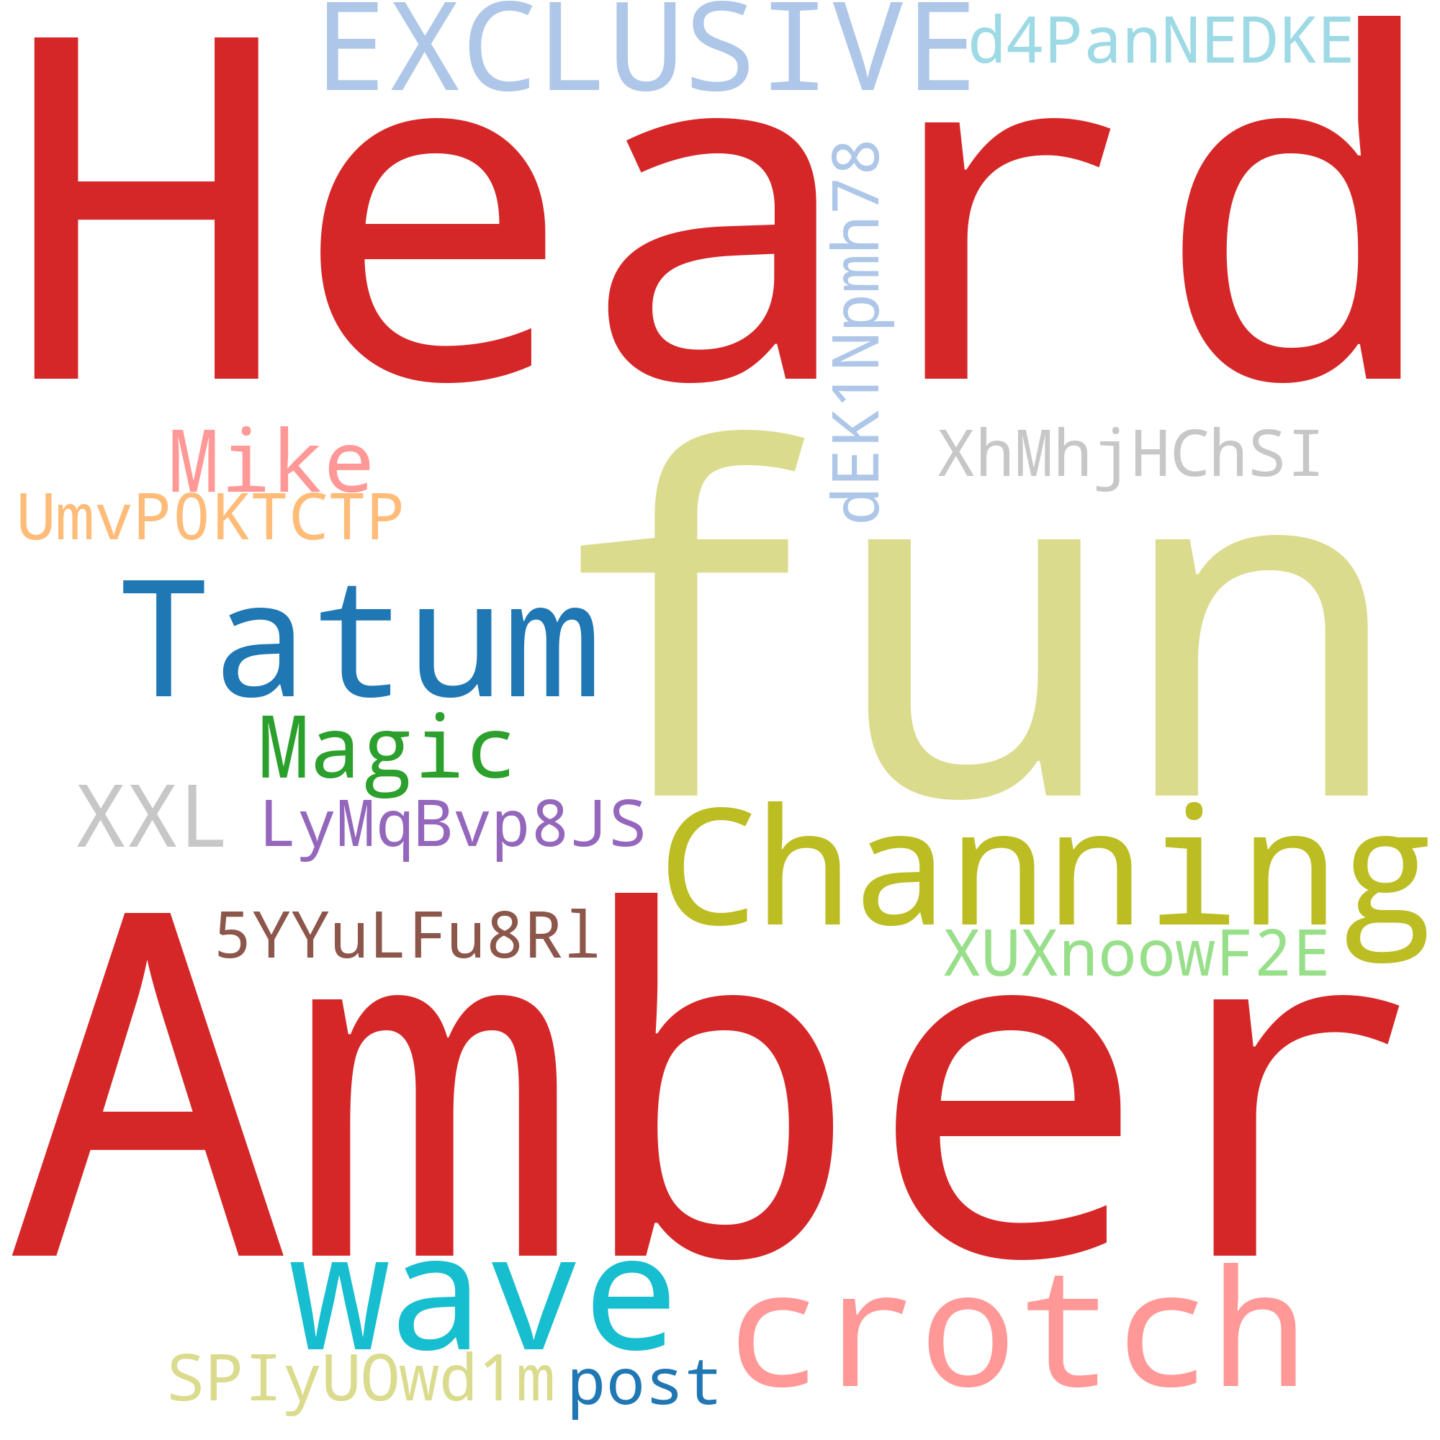 EXCLUSIVE
d4PanNEDKE
Heard
dEK1Npmh78
Mike
XhMhjHChSI
UmvP0KTCTP
fun
Tatum
Magic
XXL
LyMqBvp8JS
Channing
5YYuLFu8Rl
XUXnoowF2E
Amber
wave
crotch
SPIyUOwd1m
post